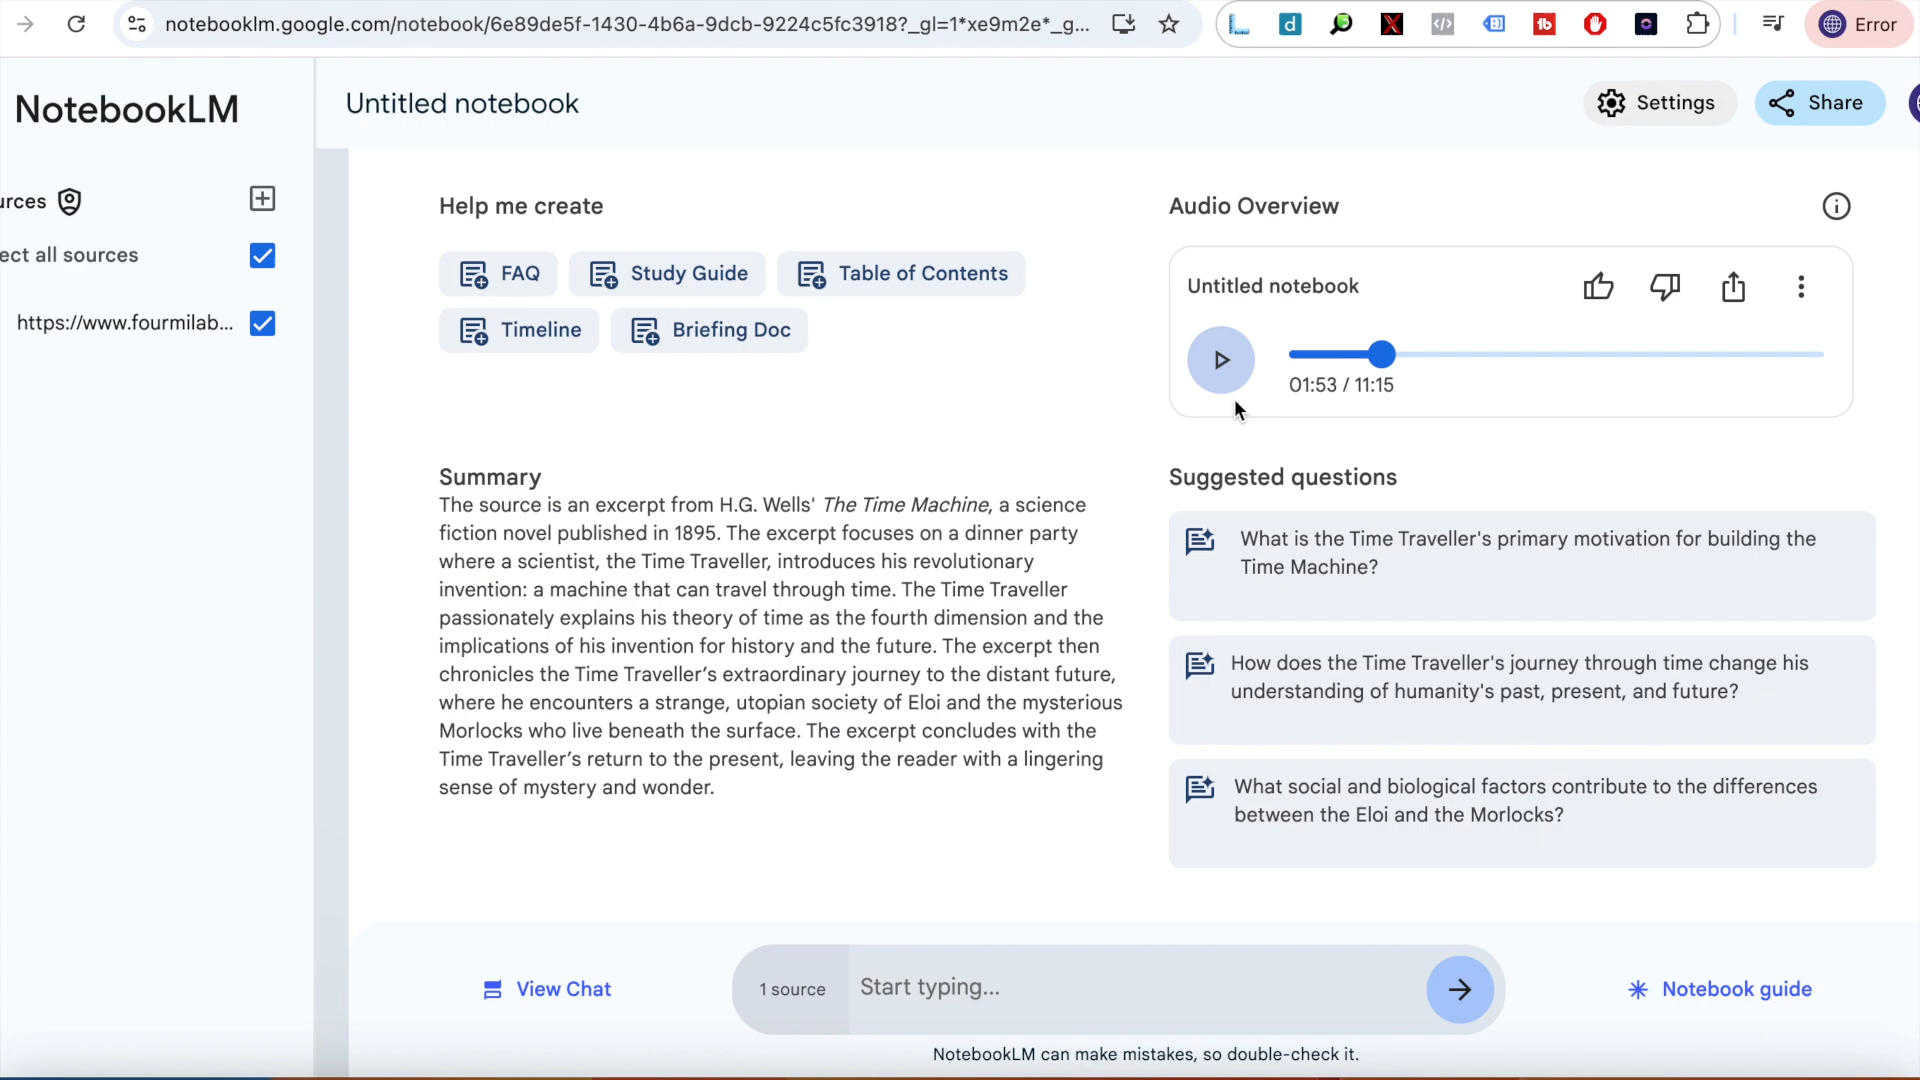 notebooklm.google.com/notebook/6e89de5f-1430-4b6a-9dcb-9224c5fc3918?_gl=1*xe9m2e*_g...
Error
NotebookLM
Untitled notebook
Settings
Share
urces
ect all sources
https://www.fourmilab...
Help me create
FAQ
Study Guide
Table of Contents
Timeline
Briefing Doc
Audio Overview
Untitled notebook
01:53 / 11:15
Summary
The source is an excerpt from H.G. Wells' The Time Machine, a science
fiction novel published in 1895. The excerpt focuses on a dinner party
where a scientist, the Time Traveller, introduces his revolutionary
invention: a machine that can travel through time. The Time Traveller
passionately explains his theory of time as the fourth dimension and the
implications of his invention for history and the future. The excerpt then
chronicles the Time Traveller’s extraordinary journey to the distant future,
where he encounters a strange, utopian society of Eloi and the mysterious
Morlocks who live beneath the surface. The excerpt concludes with the
Time Traveller’s return to the present, leaving the reader with a lingering
sense of mystery and wonder.
Suggested questions
What is the Time Traveller's primary motivation for building the
Time Machine?
How does the Time Traveller's journey through time change his
understanding of humanity's past, present, and future?
What social and biological factors contribute to the differences
between the Eloi and the Morlocks?
View Chat
1 source
Start typing...
Notebook guide
NotebookLM can make mistakes, so double-check it.